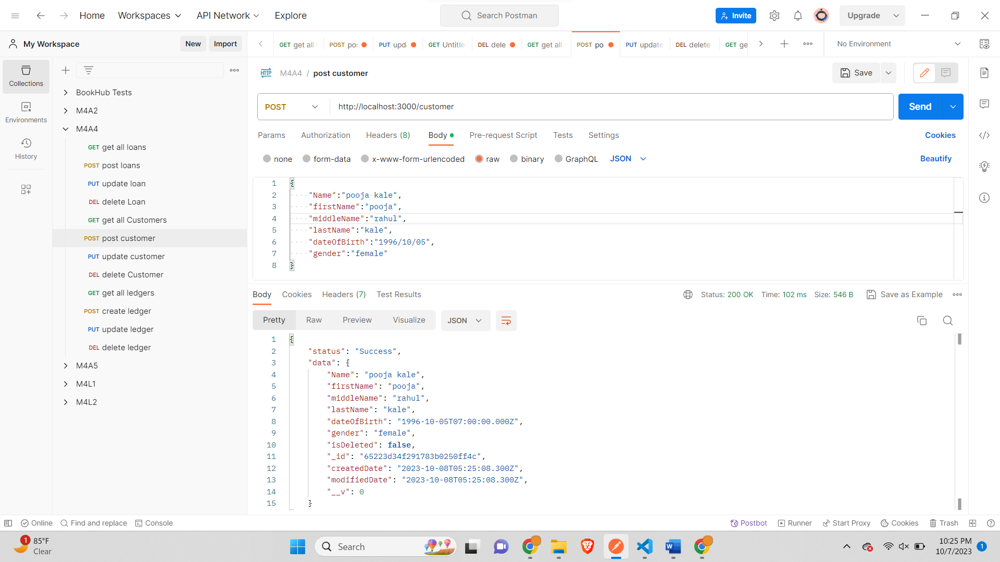 Home Workspaces API Network Explore Search Postman Invite Upgrade
My Workspace New Import
GET get all POST po: PUT upd: GET Untitle DEL dele GET get all POST po PUT update DEL delete GET ge No Environment
Collections
Environments
History
BookHub Tests
M4A2
M4A4
GET get all loans
POST post loans
PUT update loan
DEL delete Loan
GET get all Customers
POST post customer
PUT update customer
DEL delete Customer
GET get all ledgers
POST create ledger
PUT update ledger
DEL delete ledger
M4A5
M4L1
M4L2
HTTP M4A4 / post customer Save
POST http://localhost:3000/customer Send
Params Authorization Headers (8) Body Pre-request Script Tests Settings Cookies
none form-data x-www-form-urlencoded raw binary GraphQL JSON Beautify
1 {
2 "Name":"pooja kale",
3 "firstName":"pooja",
4 "middleName":"rahul",
5 "lastName":"kale",
6 "dateOfBirth":"1996/10/05",
7 "gender":"female"
8 }
Body Cookies Headers (7) Test Results Status: 200 OK Time: 102 ms Size: 546 B Save as Example
Pretty Raw Preview Visualize JSON
1 {
2 "status": "Success",
3 "data": {
4 "Name": "pooja kale",
5 "firstName": "pooja",
6 "middleName": "rahul",
7 "lastName": "kale",
8 "dateOfBirth": "1996-10-05T07:00:00.000Z",
9 "gender": "female",
10 "isDeleted": false,
11 "_id": "65223d34f291783b0250ff4c",
12 "createdDate": "2023-10-08T05:25:08.300Z",
13 "modifiedDate": "2023-10-08T05:25:08.300Z",
14 "__v": 0
15 }
Online Find and replace Console Postbot Runner Start Proxy Cookies Trash
1 85°F
Clear
Search
10:25 PM
10/7/2023
1